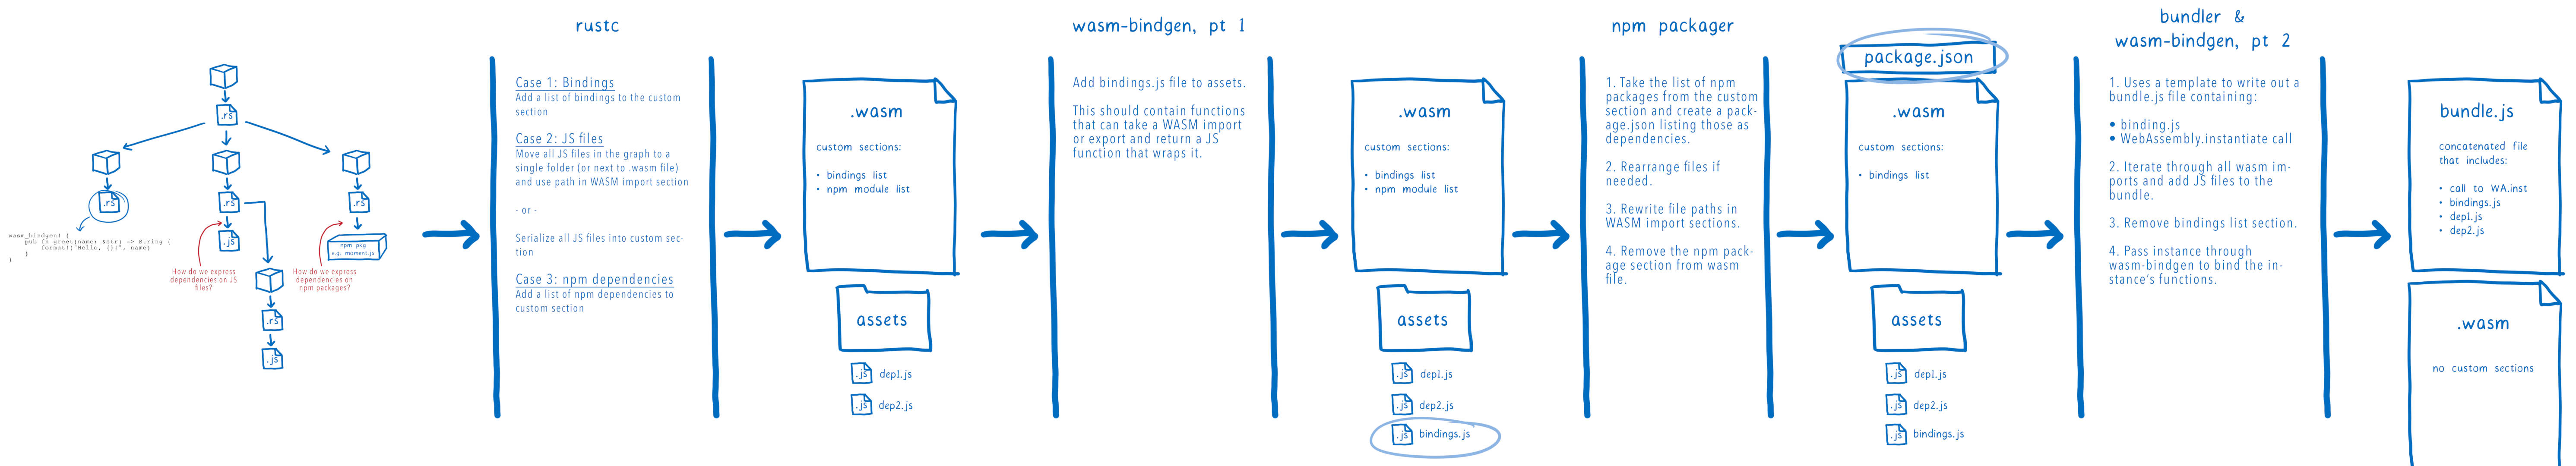 .rs
.rs
.rs
.rs
wasm_bindgen! {
pub fn greet(name: &str) -> String {
format!("Hello, {}!", name)
}
}
.js
npm pkg
e.g. moment.js
How do we express
dependencies on JS
files?
How do we express
dependencies on
npm packages?
.rs
.js
rustc
Case 1: Bindings
Add a list of bindings to the custom
section
Case 2: JS files
Move all JS files in the graph to a
single folder (or next to .wasm file)
and use path in WASM import section
- or -
Serialize all JS files into custom sec-
tion
Case 3: npm dependencies
Add a list of npm dependencies to
custom section
.wasm
custom sections:
• bindings list
• npm module list
assets
.js dep1.js
.js dep2.js
wasm-bindgen, pt 1
Add bindings.js file to assets.
This should contain functions
that can take a WASM import
or export and return a JS
function that wraps it.
.wasm
custom sections:
• bindings list
• npm module list
assets
.js dep1.js
.js dep2.js
.js bindings.js
npm packager
1. Take the list of npm
packages from the custom
section and create a pack-
age.json listing those as
dependencies.
2. Rearrange files if
needed.
3. Rewrite file paths in
WASM import sections.
4. Remove the npm pack-
age section from wasm
file.
package.json
.wasm
custom sections:
• bindings list
assets
.js dep1.js
.js dep2.js
.js bindings.js
bundler &
wasm-bindgen, pt 2
1. Uses a template to write out a
bundle.js file containing:
• binding.js
• WebAssembly.instantiate call
2. Iterate through all wasm im-
ports and add JS files to the
bundle.
3. Remove bindings list section.
4. Pass instance through
wasm-bindgen to bind the in-
stance's functions.
bundle.js
concatenated file
that includes:
• call to WA.inst
• bindings.js
• dep1.js
• dep2.js
.wasm
no custom sections